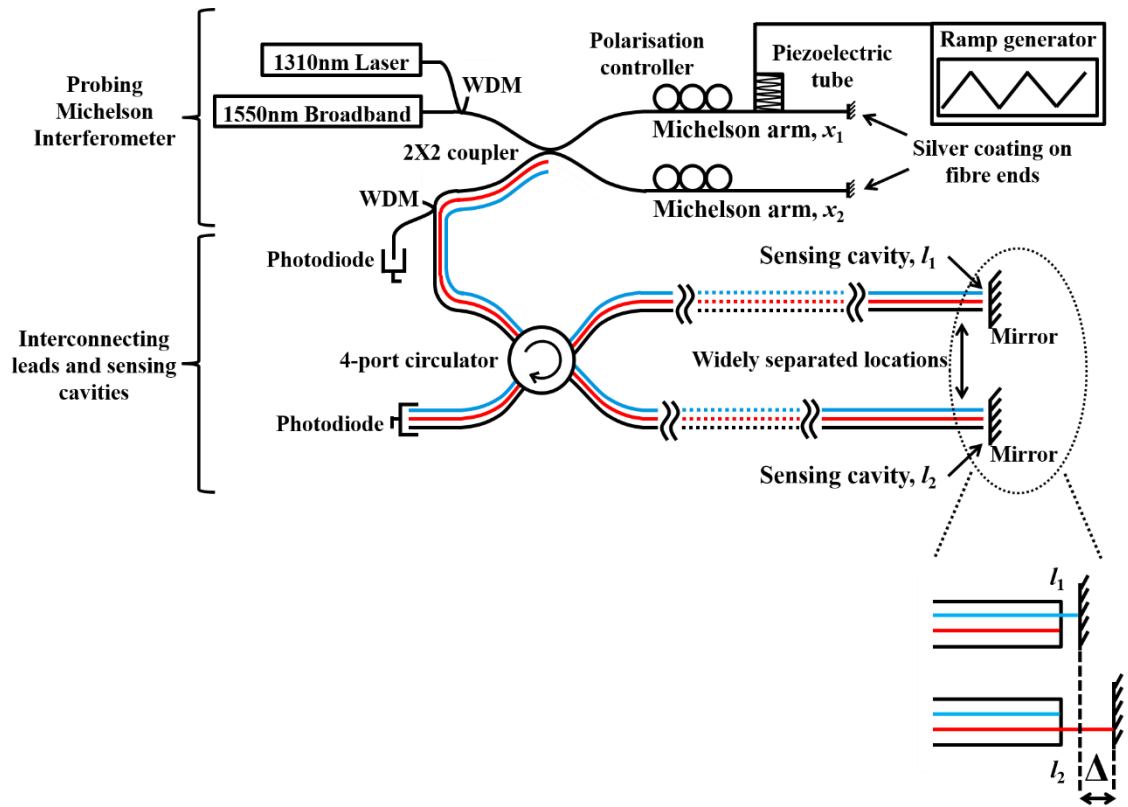 Probing
Michelson
Interferometer
1310nm Laser
WDM
1550nm Broadband
2X2 coupler
Polarisation
controller
Piezoelectric
tube
Ramp generator
Michelson arm, x1
Silver coating on
fibre ends
Michelson arm, x2
WDM
Photodiode
Sensing cavity, l1
Mirror
Interconnecting
leads and sensing
cavities
4-port circulator
Widely separated locations
Photodiode
Mirror
Sensing cavity, l2
l1
l2
Δ